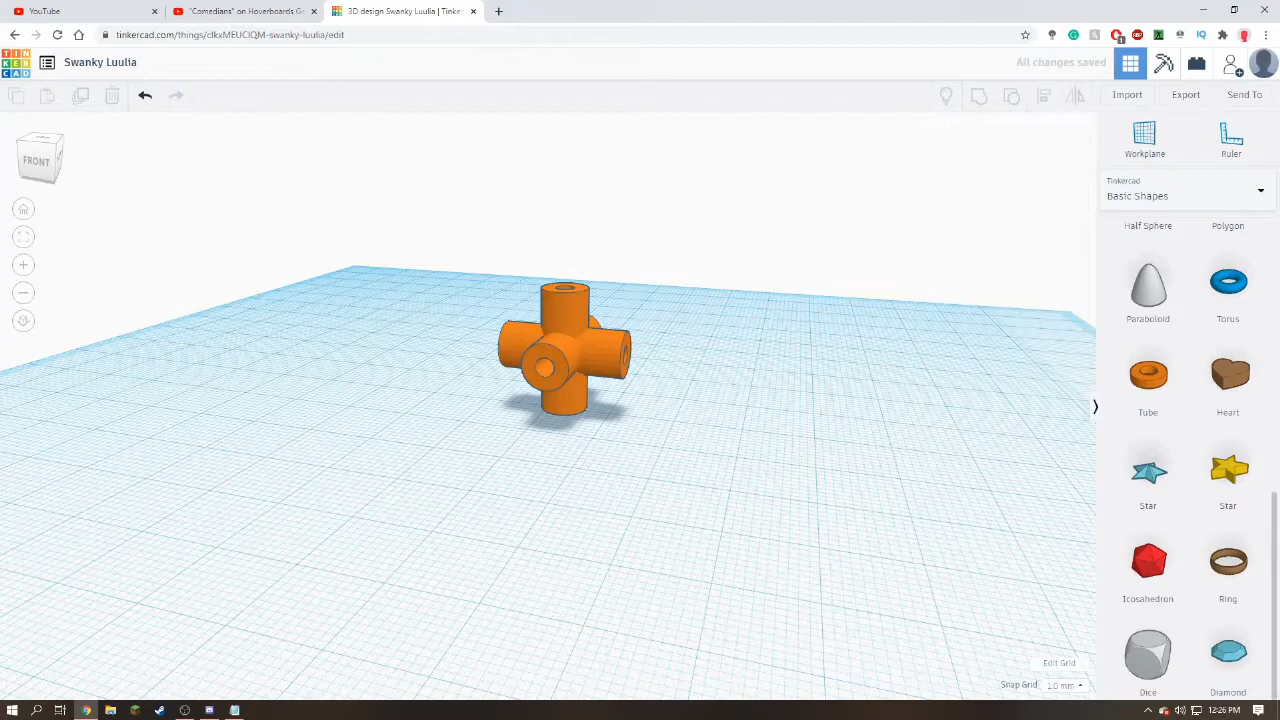 YouTube
"Comedians" on Hoverboards Ge
3D design Swanky Luulia | Tinker
tinkercad.com/things/clkxMEUCIQM-swanky-luulia/edit
IQ
TIN
KER
CAD
Swanky Luulia
All changes saved
Import
Export
Send To
FRONT
Workplane
Ruler
Tinkercad
Basic Shapes
Half Sphere
Polygon
Paraboloid
Torus
Tube
Heart
Star
Star
Icosahedron
Ring
Dice
Diamond
Edit Grid
Snap Grid
1.0 mm
12:26 PM